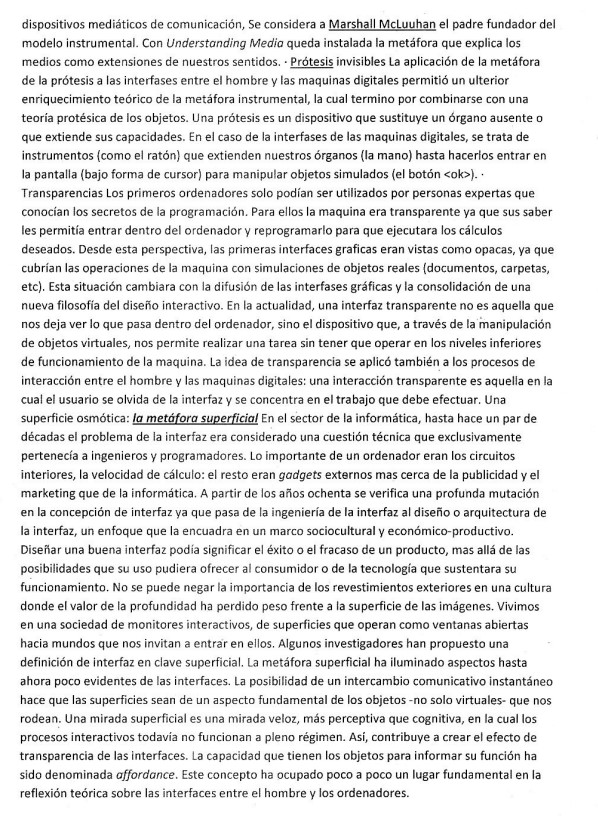 dispositivos mediáticos de comunicación, Se considera a Marshall McLuuhan el padre fundador del
modelo instrumental. Con Understanding Media queda instalada la metáfora que explica los
medios como extensiones de nuestros sentidos. · Prótesis invisibles La aplicación de la metáfora
de la prótesis a las interfases entre el hombre y las maquinas digitales permitió un ulterior
enriquecimiento teórico de la metáfora instrumental, la cual termino por combinarse con una
teoría protésica de los objetos. Una prótesis es un dispositivo que sustituye un órgano ausente o
que extiende sus capacidades. En el caso de la interfases de las maquinas digitales, se trata de
instrumentos (como el ratón) que extienden nuestros órganos (la mano) hasta hacerlos entrar en
la pantalla (bajo forma de cursor) para manipular objetos simulados (el botón <ok>). ·
Transparencias Los primeros ordenadores solo podían ser utilizados por personas expertas que
conocían los secretos de la programación. Para ellos la maquina era transparente ya que sus saber
les permitía entrar dentro del ordenador y reprogramarlo para que ejecutara los cálculos
deseados. Desde esta perspectiva, las primeras interfaces graficas eran vistas como opacas, ya que
cubrían las operaciones de la maquina con simulaciones de objetos reales (documentos, carpetas,
etc). Esta situación cambiara con la difusión de las interfases gráficas y la consolidación de una
nueva filosofía del diseño interactivo. En la actualidad, una interfaz transparente no es aquella que
nos deja ver lo que pasa dentro del ordenador, sino el dispositivo que, a través de la manipulación
de objetos virtuales, nos permite realizar una tarea sin tener que operar en los niveles inferiores
de funcionamiento de la maquina. La idea de transparencia se aplicó también a los procesos de
interacción entre el hombre y las maquinas digitales: una interacción transparente es aquella en la
cual el usuario se olvida de la interfaz y se concentra en el trabajo que debe efectuar. Una
superficie osmótica: la metáfora superficial En el sector de la informática, hasta hace un par de
décadas el problema de la interfaz era considerado una cuestión técnica que exclusivamente
pertenecía a ingenieros y programadores. Lo importante de un ordenador eran los circuitos
interiores, la velocidad de cálculo: el resto eran gadgets externos mas cerca de la publicidad y el
marketing que de la informática. A partir de los años ochenta se verifica una profunda mutación
en la concepción de interfaz ya que pasa de la ingeniería de la interfaz al diseño o arquitectura de
la interfaz, un enfoque que la encuadra en un marco sociocultural y económico-productivo.
Diseñar una buena interfaz podía significar el éxito o el fracaso de un producto, mas allá de las
posibilidades que su uso pudiera ofrecer al consumidor o de la tecnología que sustentara su
funcionamiento. No se puede negar la importancia de los revestimientos exteriores en una cultura
donde el valor de la profundidad ha perdido peso frente a la superficie de las imágenes. Vivimos
en una sociedad de monitores interactivos, de superficies que operan como ventanas abiertas
hacia mundos que nos invitan a entrar en ellos. Algunos investigadores han propuesto una
definición de interfaz en clave superficial. La metáfora superficial ha iluminado aspectos hasta
ahora poco evidentes de las interfaces. La posibilidad de un intercambio comunicativo instantáneo
hace que las superficies sean de un aspecto fundamental de los objetos -no solo virtuales- que nos
rodean. Una mirada superficial es una mirada veloz, más perceptiva que cognitiva, en la cual los
procesos interactivos todavía no funcionan a pleno régimen. Así, contribuye a crear el efecto de
transparencia de las interfaces. La capacidad que tienen los objetos para informar su función ha
sido denominada affordance. Este concepto ha ocupado poco a poco un lugar fundamental en la
reflexión teórica sobre las interfaces entre el hombre y los ordenadores.